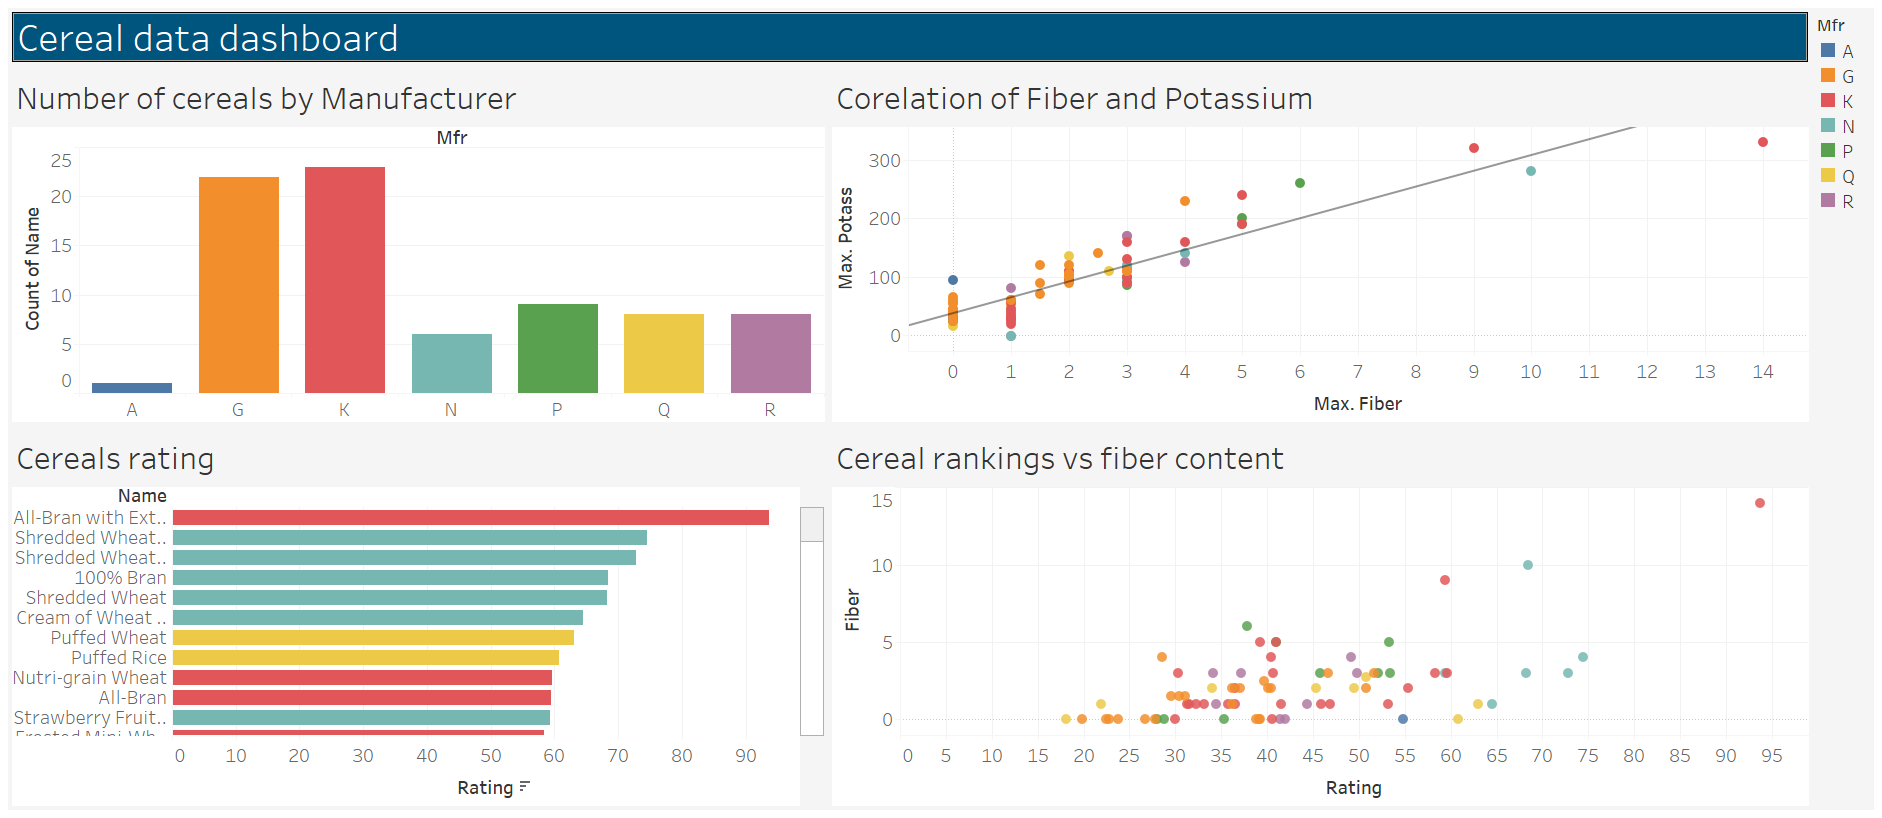 Cereal data dashboard
Mfr
A
G
K
N
P
Q
R
Number of cereals by Manufacturer
Mfr
Count of Name
25
20
15
10
5
0
A G K N P Q R
Corelation of Fiber and Potassium
Max. Potass
300
200
100
0
0 1 2 3 4 5 6 7 8 9 10 11 12 13 14
Max. Fiber
Cereals rating
Name
All-Bran with Ext..
Shredded Wheat..
Shredded Wheat..
100% Bran
Shredded Wheat
Cream of Wheat ..
Puffed Wheat
Puffed Rice
Nutri-grain Wheat
All-Bran
Strawberry Fruit..
Frosted Mini-Wh..
0 10 20 30 40 50 60 70 80 90
Rating
Cereal rankings vs fiber content
Fiber
15
10
5
0
0 5 10 15 20 25 30 35 40 45 50 55 60 65 70 75 80 85 90 95
Rating